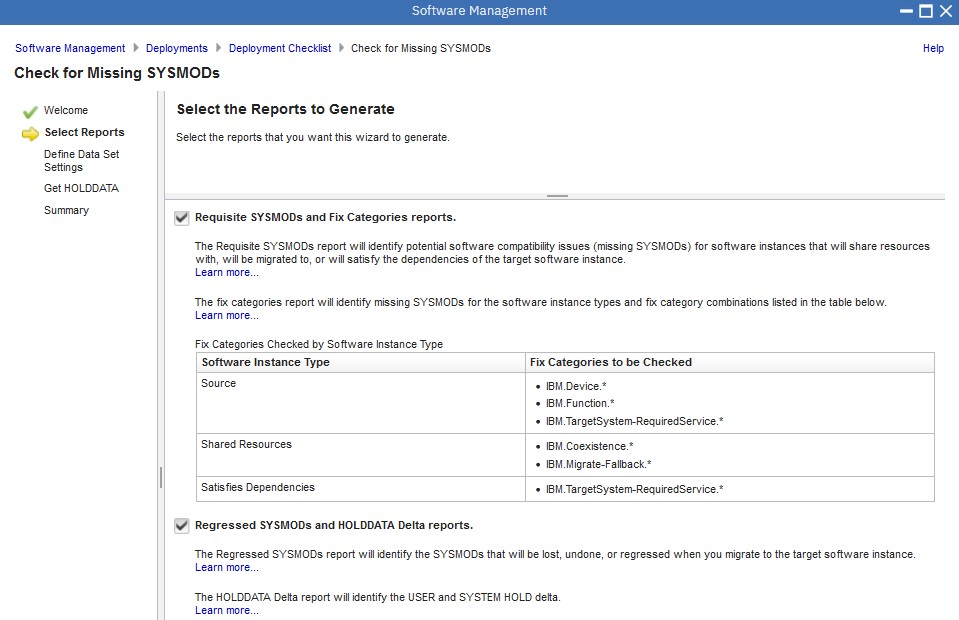 Software Management
Software Management Deployments Deployment Checklist Check for Missing SYSMODs
Help
Check for Missing SYSMODs
Welcome
Select Reports
Define Data Set
Settings
Get HOLDDATA
Summary
Select the Reports to Generate
Select the reports that you want this wizard to generate.
Requisite SYSMODs and Fix Categories reports.
The Requisite SYSMODs report will identify potential software compatibility issues (missing SYSMODs) for software instances that will share resources
with, will be migrated to, or will satisfy the dependencies of the target software instance.
Learn more...
The fix categories report will identify missing SYSMODs for the software instance types and fix category combinations listed in the table below.
Learn more...
Fix Categories Checked by Software Instance Type
Software Instance Type Fix Categories to be Checked
Source
• IBM.Device.*
• IBM.Function.*
• IBM.TargetSystem-RequiredService.*
Shared Resources
• IBM.Coexistence.*
• IBM.Migrate-Fallback.*
Satisfies Dependencies
• IBM.TargetSystem-RequiredService.*
Regressed SYSMODs and HOLDDATA Delta reports.
The Regressed SYSMODs report will identify the SYSMODs that will be lost, undone, or regressed when you migrate to the target software instance.
Learn more...
The HOLDDATA Delta report will identify the USER and SYSTEM HOLD delta.
Learn more...